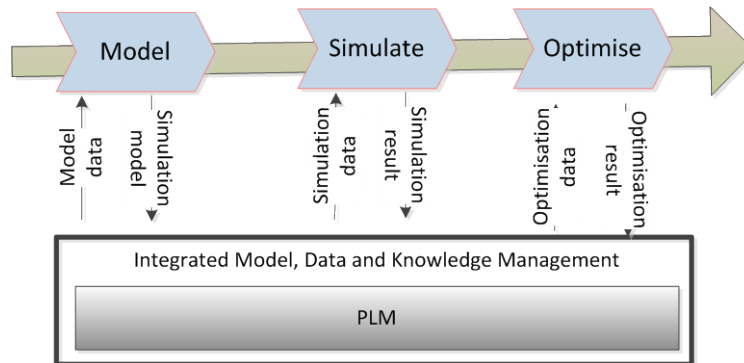 Model
Simulate
Optimise
Model
data
Simulation
model
Simulation
data
Simulation
result
Optimisation
data
Optimisation
result
Integrated Model, Data and Knowledge Management
PLM